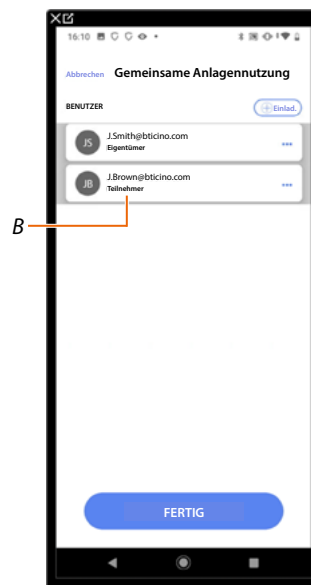 16:10
Abbrechen Gemeinsame Anlagennutzung
BENUTZER
Einlad.
JS
J.Smith@bticino.com
Eigentümer
JB
J.Brown@bticino.com
Teilnehmer
B
FERTIG